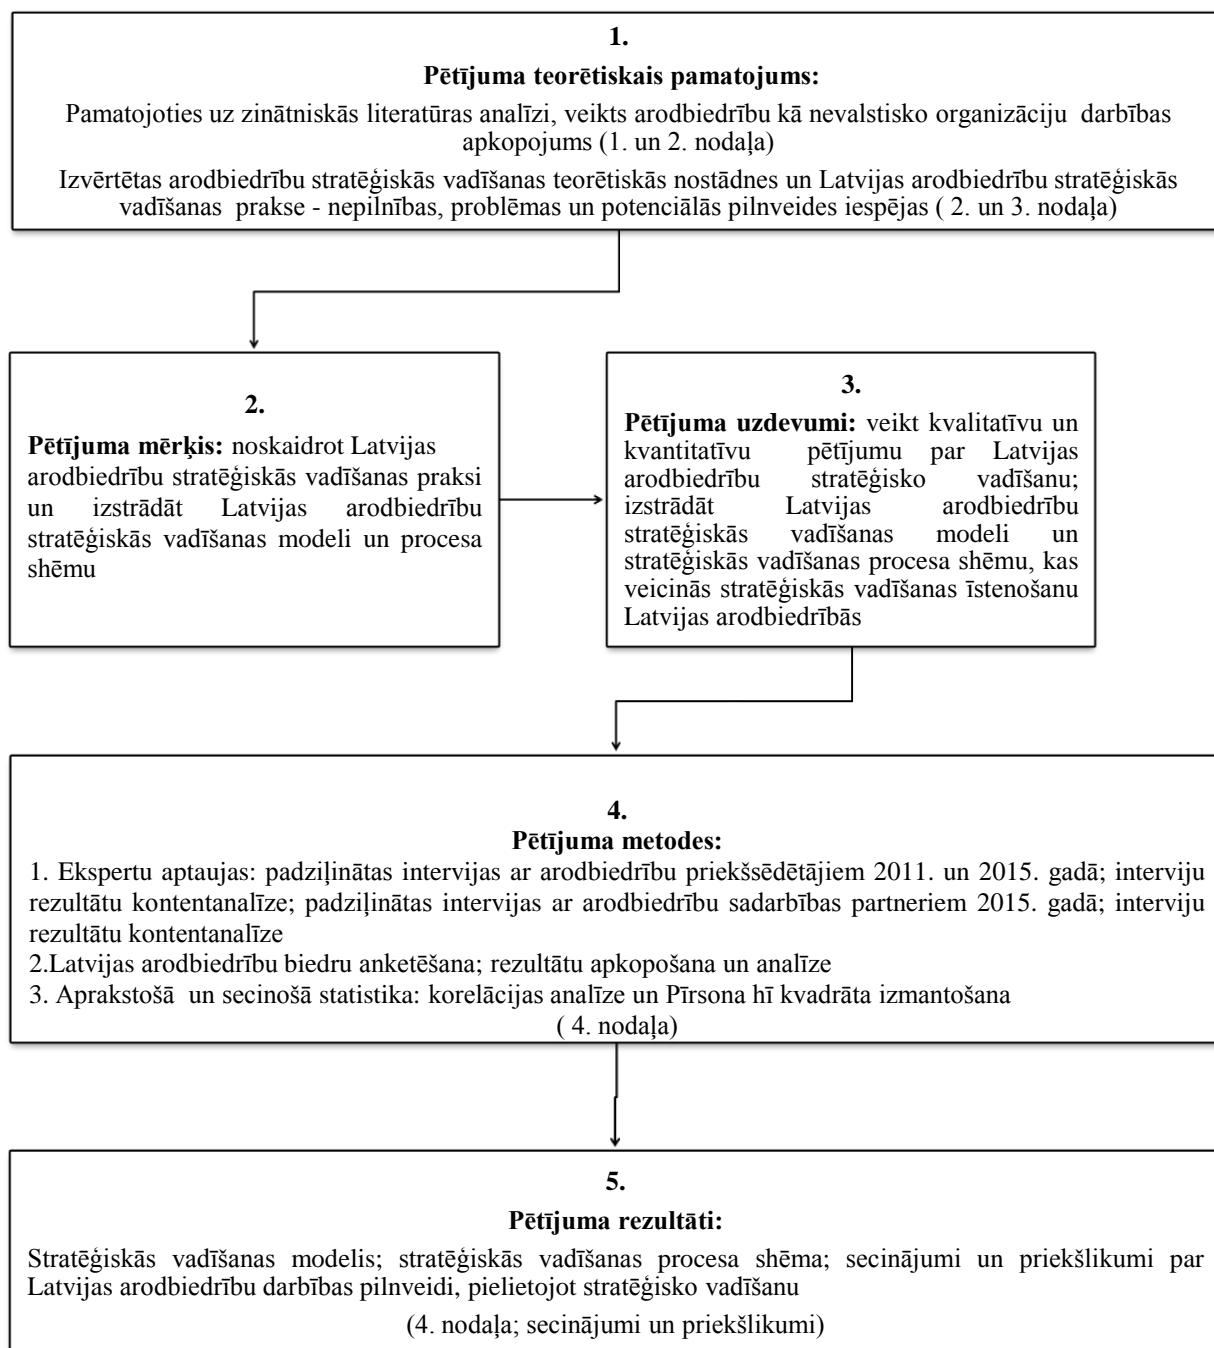 1.
Pētījuma teorētiskais pamatojums:
Pamatojoties uz zinātniskās literatūras analīzi, veikts arodbiedrību kā nevalstisko organizāciju darbības
apkopojums (1. un 2. nodaļa)
Izvērtētas arodbiedrību stratēģiskās vadīšanas teorētiskās nostādnes un Latvijas arodbiedrību stratēģiskās
vadīšanas prakse - nepilnības, problēmas un potenciālās pilnveides iespējas ( 2. un 3. nodaļa)
2.
Pētījuma mērķis: noskaidrot Latvijas
arodbiedrību stratēģiskās vadīšanas praksi
un izstrādāt Latvijas arodbiedrību
stratēģiskās vadīšanas modeli un procesa
shēmu
3.
Pētījuma uzdevumi: veikt kvalitatīvu un
kvantitatīvu pētījumu par Latvijas
arodbiedrību stratēģisko vadīšanu;
izstrādāt Latvijas arodbiedrību
stratēģiskās vadīšanas modeli un
stratēģiskās vadīšanas procesa shēmu, kas
veicinās stratēģiskās vadīšanas īstenošanu
Latvijas arodbiedrībās
4.
Pētījuma metodes:
1. Ekspertu aptaujas: padziļinātas intervijas ar arodbiedrību priekšsēdētājiem 2011. un 2015. gadā; interviju
rezultātu kontentanalīze; padziļinātas intervijas ar arodbiedrību sadarbības partneriem 2015. gadā; interviju
rezultātu kontentanalīze
2.Latvijas arodbiedrību biedru anketēšana; rezultātu apkopošana un analīze
3. Aprakstošā un secinošā statistika: korelācijas analīze un Pīrsona hī kvadrāta izmantošana
( 4. nodaļa)
5.
Pētījuma rezultāti:
Stratēģiskās vadīšanas modelis; stratēģiskās vadīšanas procesa shēma; secinājumi un priekšlikumi par
Latvijas arodbiedrību darbības pilnveidi, pielietojot stratēģisko vadīšanu
(4. nodaļa; secinājumi un priekšlikumi)